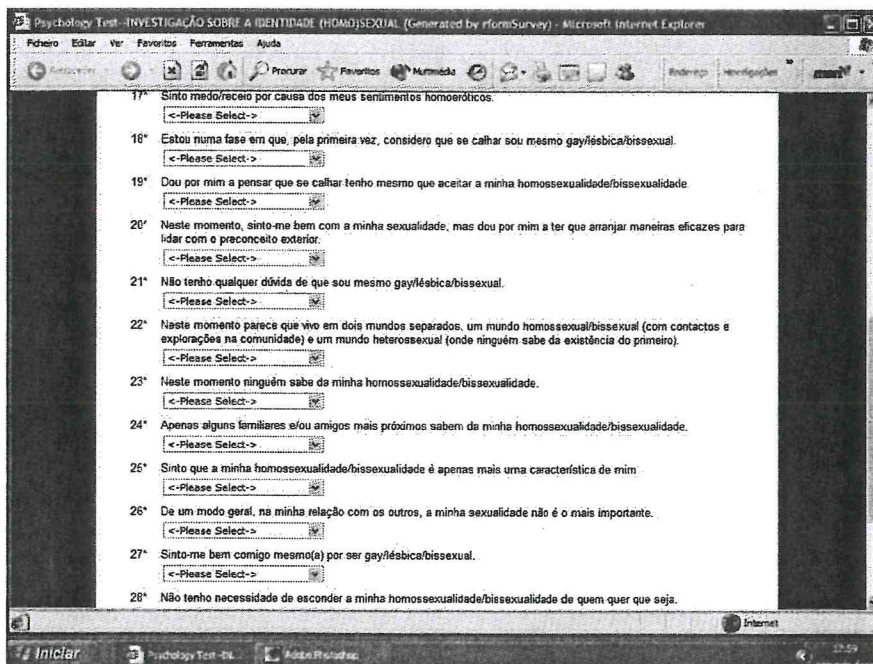 Psychology Test -INVESTIGAÇÃO SOBRE A IDENTIDADE (HOMO)SEXUAL (Generated by rformSurvey) - Microsoft Internet Explorer
Ficheiro Editar Ver Favoritos Ferramentas Ajuda
Procurar Favoritos Multimédia Endereço Hiperligações
17* Sinto medo/receio por causa dos meus sentimentos homoeróticos.
<-Please Select->
18* Estou numa fase em que, pela primeira vez, considero que se calhar sou mesmo gay/lésbica/bissexual.
<-Please Select->
19* Dou por mim a pensar que se calhar tenho mesmo que aceitar a minha homossexualidade/bissexualidade
<-Please Select->
20* Neste momento, sinto-me bem com a minha sexualidade, mas dou por mim a ter que arranjar maneiras eficazes para
lidar com o preconceito exterior.
<-Please Select->
21* Não tenho qualquer dúvida de que sou mesmo gay/lésbica/bissexual.
<-Please Select->
22* Neste momento parece que vivo em dois mundos separados, um mundo homossexual/bissexual (com contactos e
explorações na comunidade) e um mundo heterossexual (onde ninguém sabe da existência do primeiro).
<-Please Select->
23* Neste momento ninguém sabe da minha homossexualidade/bissexualidade.
<-Please Select->
24* Apenas alguns familiares e/ou amigos mais próximos sabem da minha homossexualidade/bissexualidade.
<-Please Select->
25* Sinto que a minha homossexualidade/bissexualidade é apenas mais uma característica de mim
<-Please Select->
26* De um modo geral, na minha relação com os outros, a minha sexualidade não é o mais importante.
<-Please Select->
27* Sinto-me bem comigo mesmo(a) por ser gay/lésbica/bissexual.
<-Please Select->
28* Não tenho necessidade de esconder a minha homossexualidade/bissexualidade de quem quer que seja.
Internet
Iniciar Psychology Test -IN... Adobe Photoshop 17:59